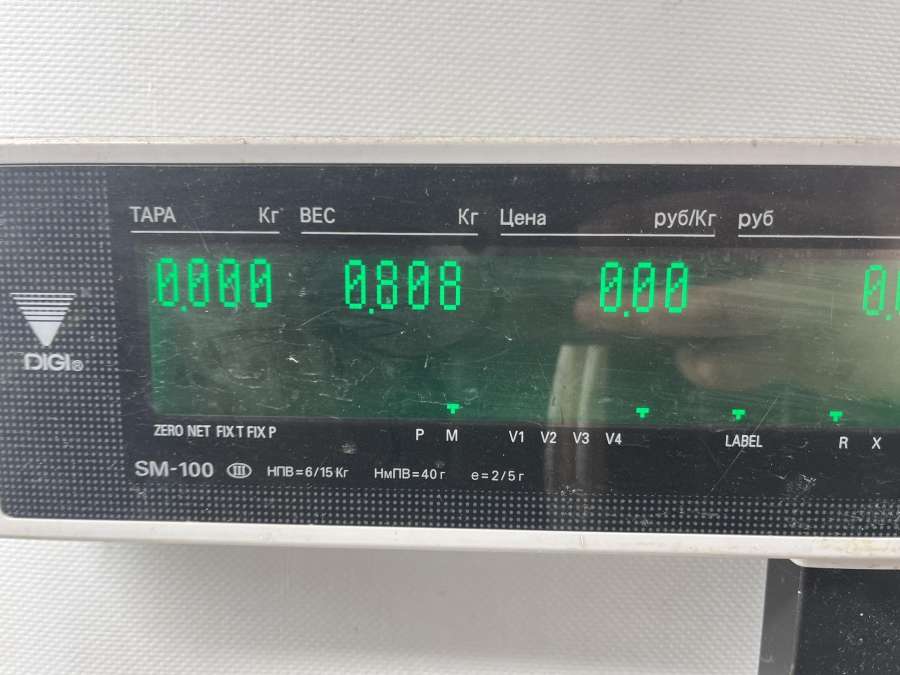 ТАРА Кг ВЕС Кг Цена руб/Кг руб
0.000 0.808 0.00
DIGI®
ZERO NET FIX T FIX P P M V1 V2 V3 V4 LABEL R X
SM-100 III НПВ=6/15 Кг НмПВ=40 г е=2/5 г